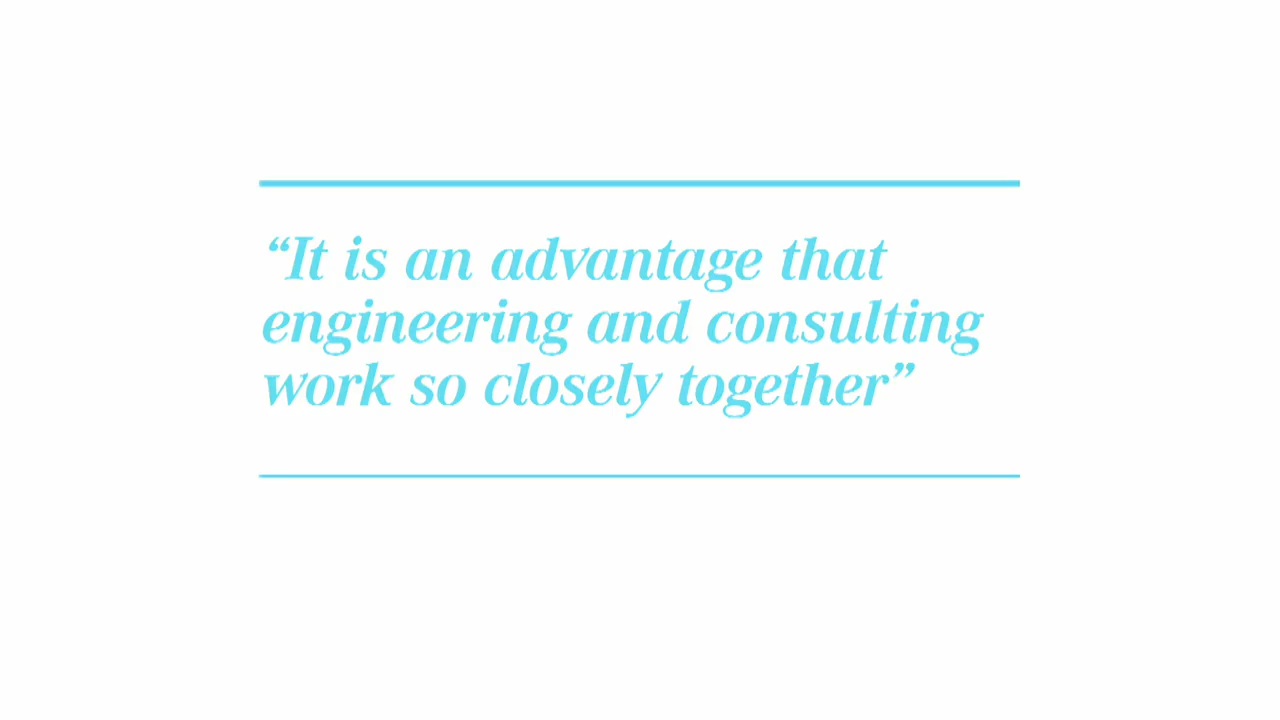 “It is an advantage that
engineering and consulting
work so closely together”